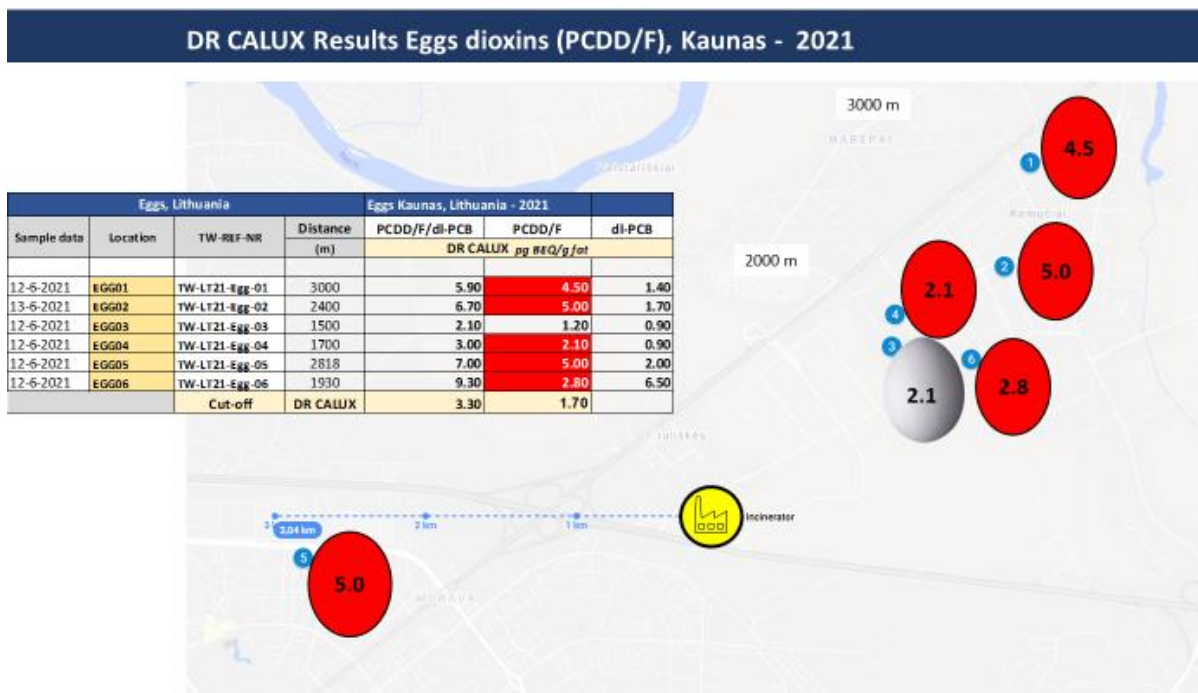 DR CALUX Results Eggs dioxins (PCDD/F), Kaunas - 2021
3000 m
4.5
1
Eggs, Lithuania Eggs Kaunas, Lithuania - 2021
Sample data Location TW-REF-NR Distance PCDD/F/dl-PCB PCDD/F dl-PCB
(m) DR CALUX pg BEQ/g fat
12-6-2021 EGG01 TW-LT21-Egg-01 3000 5.90 4.50 1.40
13-6-2021 EGG02 TW-LT21-Egg-02 2400 6.70 5.00 1.70
12-6-2021 EGG03 TW-LT21-Egg-03 1500 2.10 1.20 0.90
12-6-2021 EGG04 TW-LT21-Egg-04 1700 3.00 2.10 0.90
12-6-2021 EGG05 TW-LT21-Egg-05 2818 7.00 5.00 2.00
12-6-2021 EGG06 TW-LT21-Egg-06 1930 9.30 2.80 6.50
Cut-off DR CALUX 3.30 1.70
2000 m
2
5.0
2.1
4
3
6
2.1
2.8
3,04 km
2 km
1 km
Incinerator
5
5.0